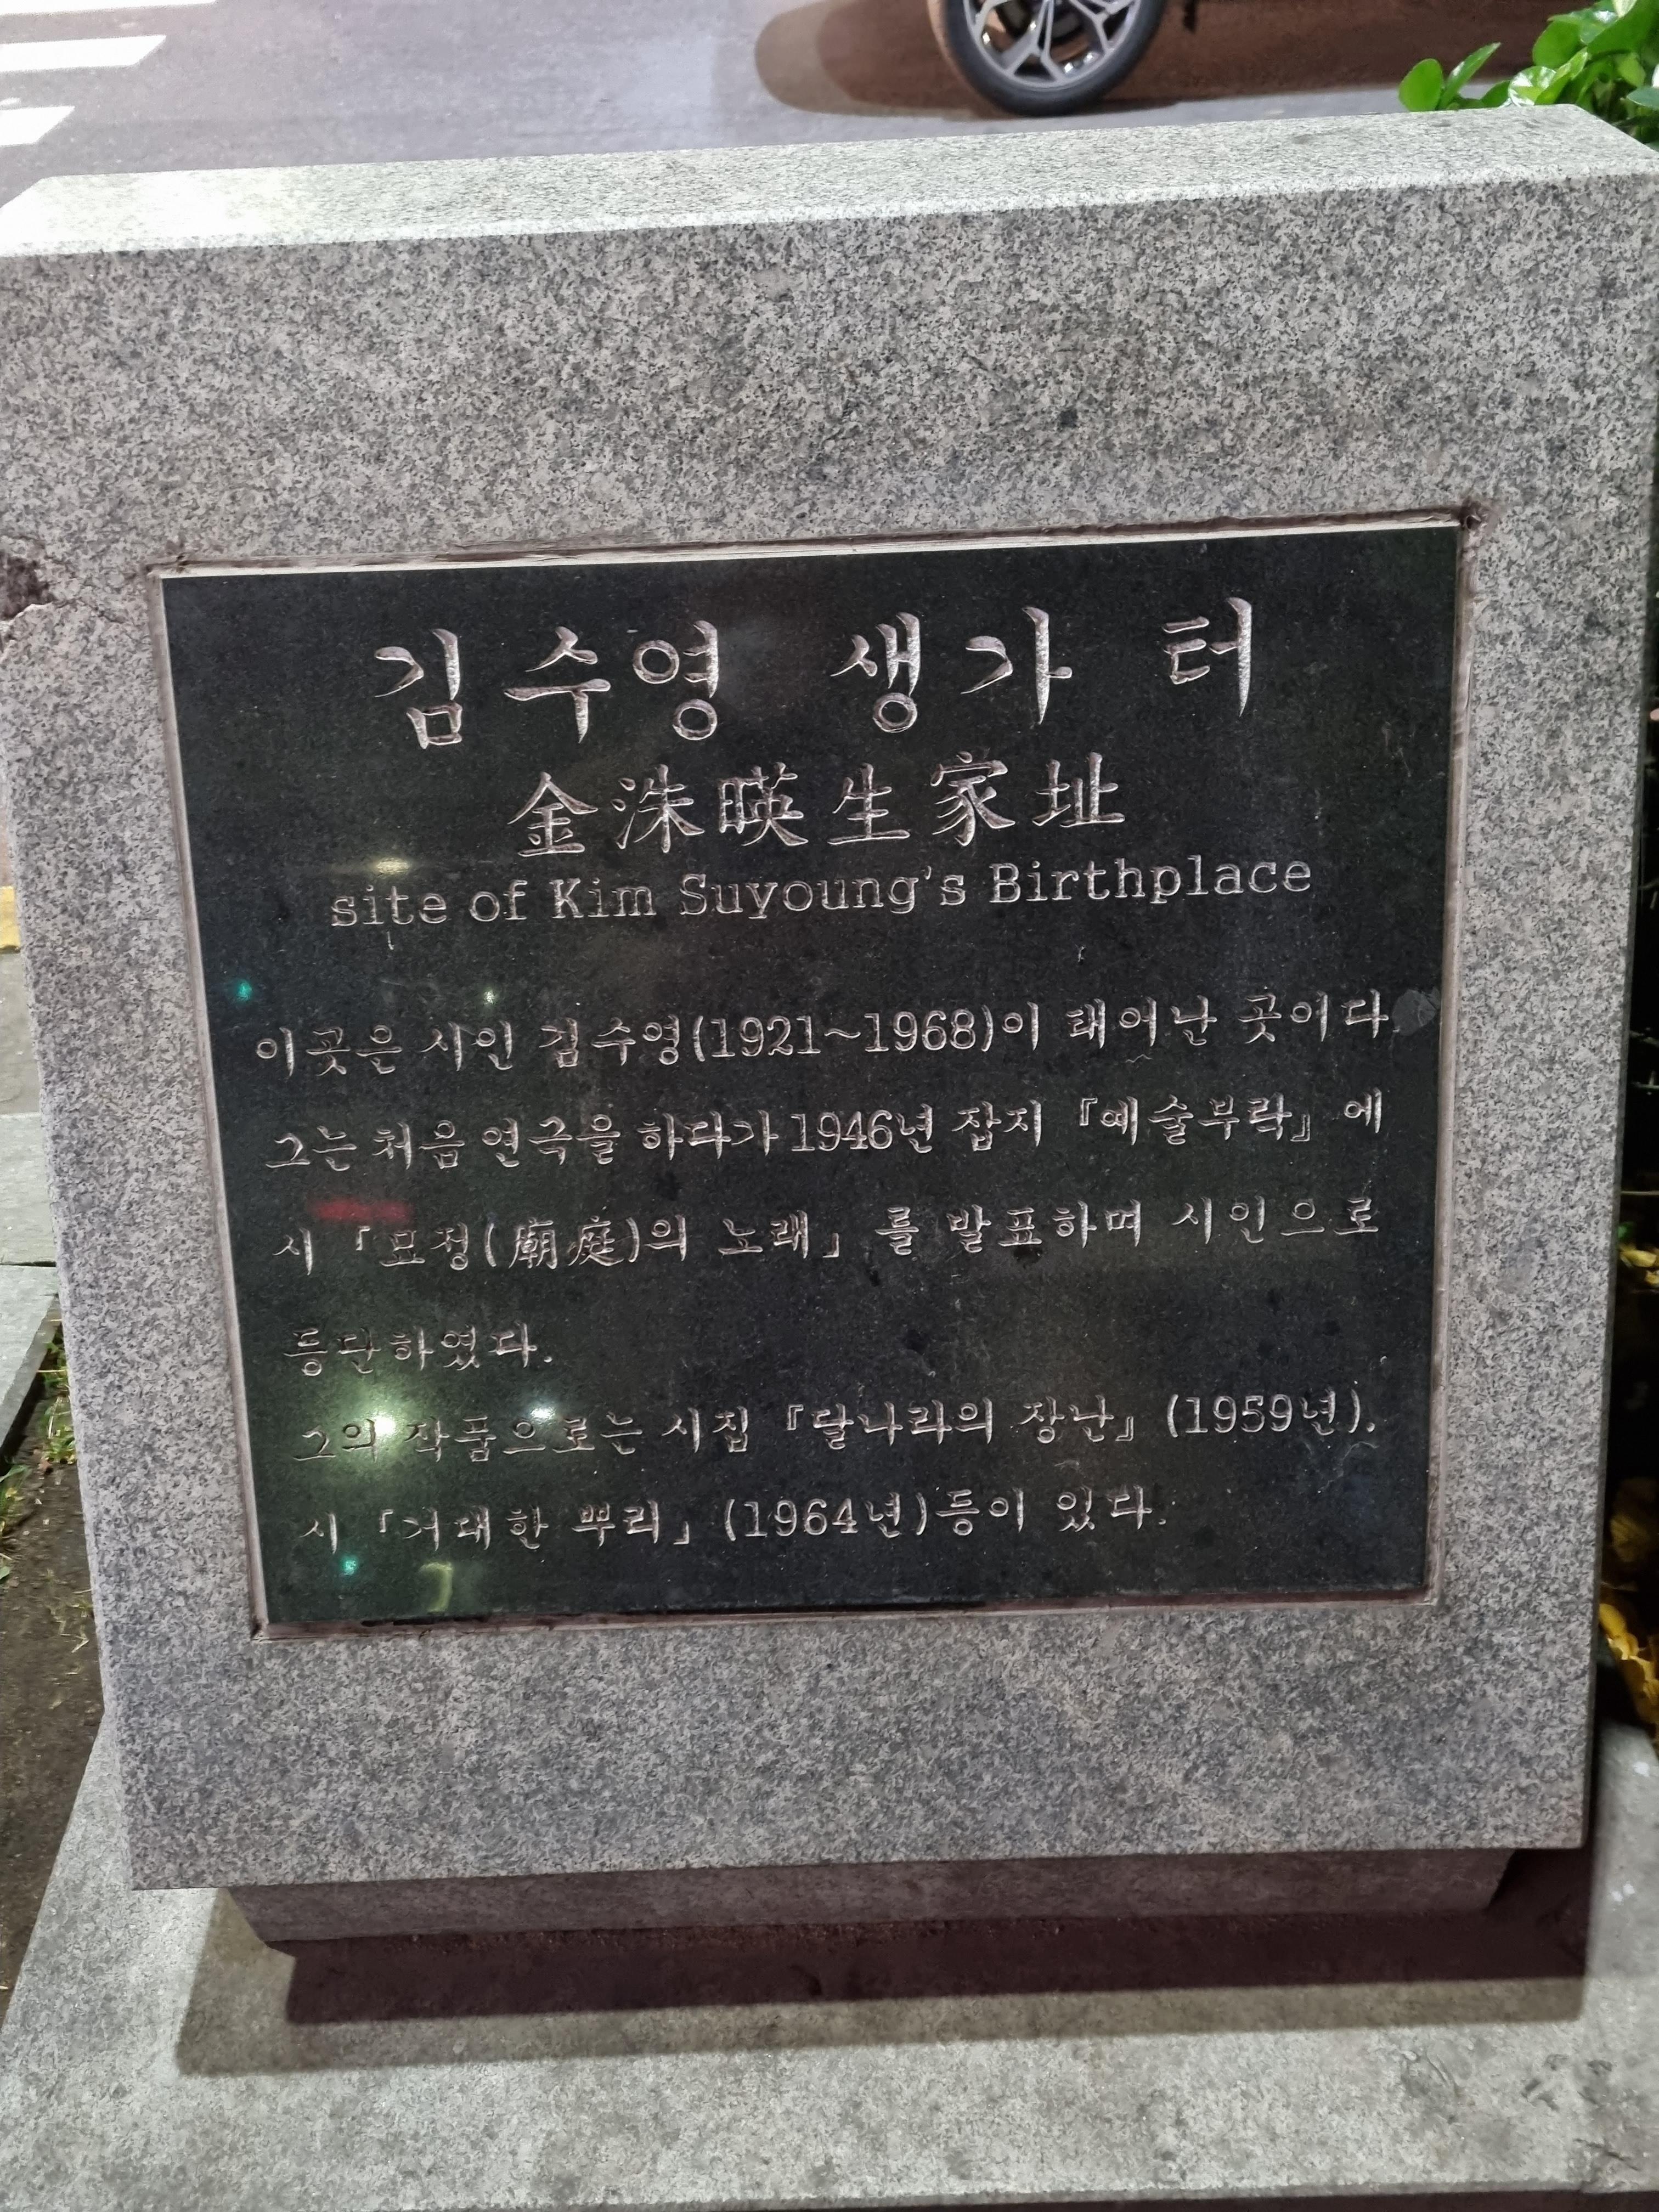 김수영 생가 터
金洙暎生家址
site of Kim Suyoung's Birthplace
이곳은 시인 김수영(1921~1968)이 태어난 곳이다
그는 처음 연극을 하다가 1946년 잡지 『예술부락』에
시 「묘정(廟庭)의 노래」를 발표하며 시인으로
등단하였다.
그의 작품으로는 시집 『달나라의 장난』(1959년).
시 「거대한 뿌리」(1964년)등이 있다.